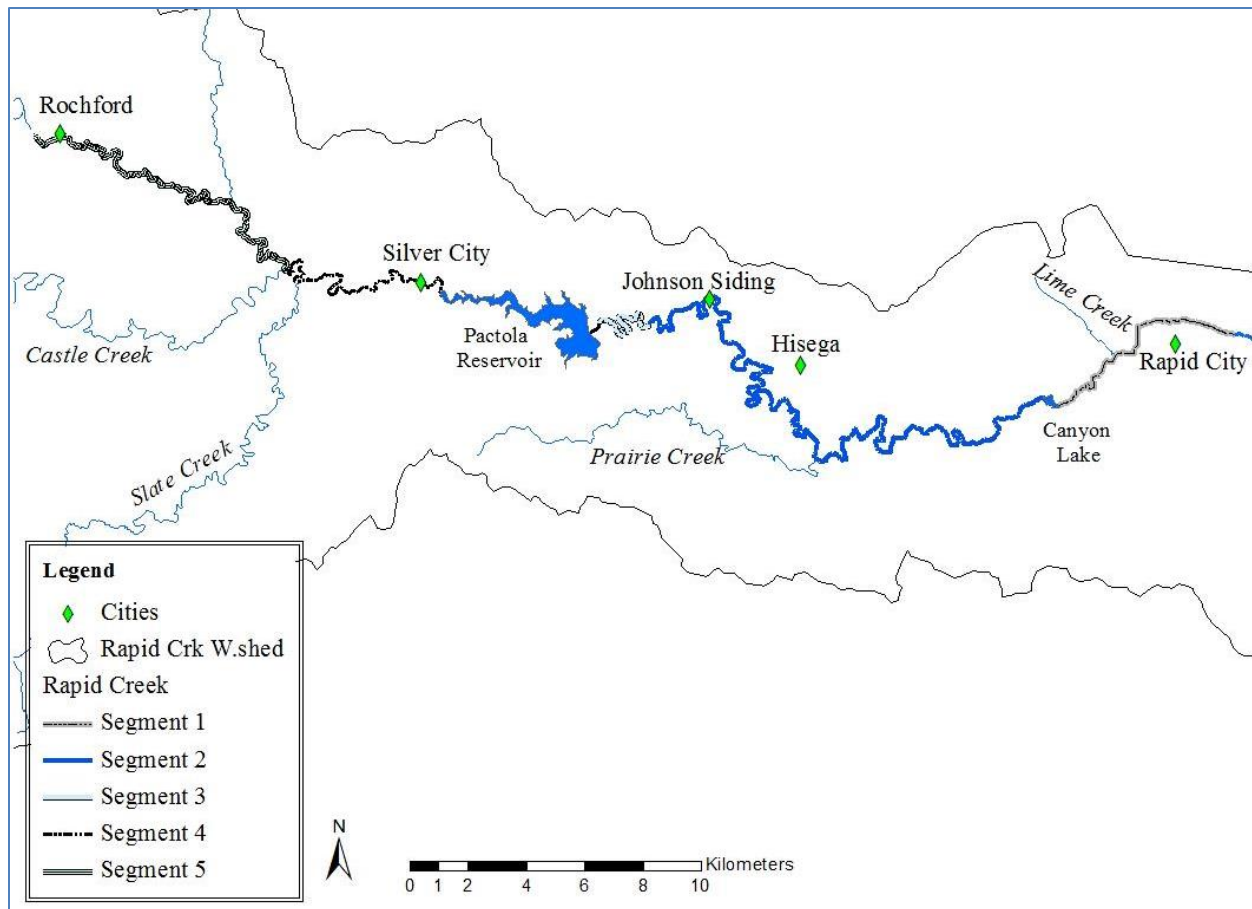 Rochford
Silver City
Johnson Siding
Lime Creek
Pactola
Reservoir
Hisega
Rapid City
Castle Creek
Canyon
Lake
Prairie Creek
Slate Creek
Legend
Cities
Rapid Crk W.shed
Rapid Creek
Segment 1
Segment 2
Segment 3
Segment 4
Segment 5
N
Kilometers
0 1 2 4 6 8 10